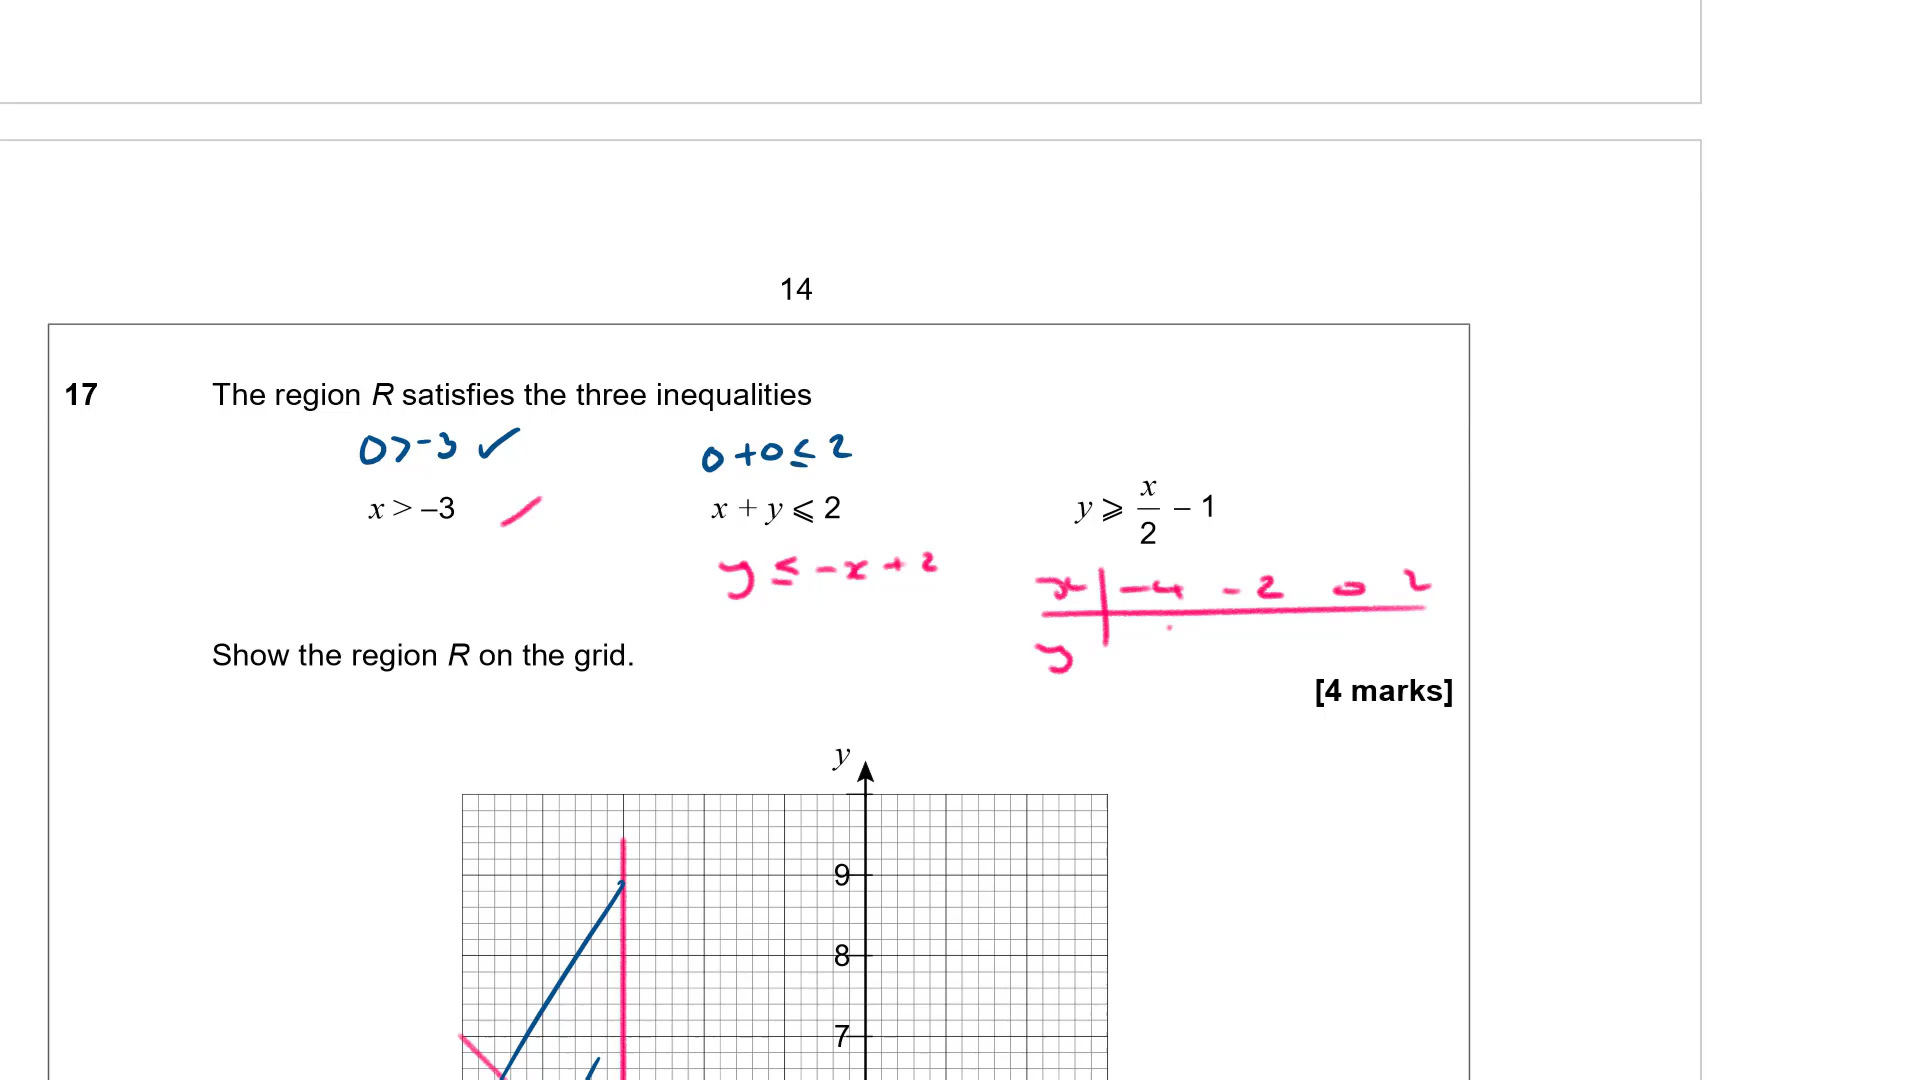 14
17 The region R satisfies the three inequalities
0>-3 ✓ 0+0≤2
x > –3 x + y ⩽ 2 y ⩾ x/2 – 1
y ≤ -x+2
x | -4 -2 0 2
y
Show the region R on the grid.
[4 marks]
y
9
8
7